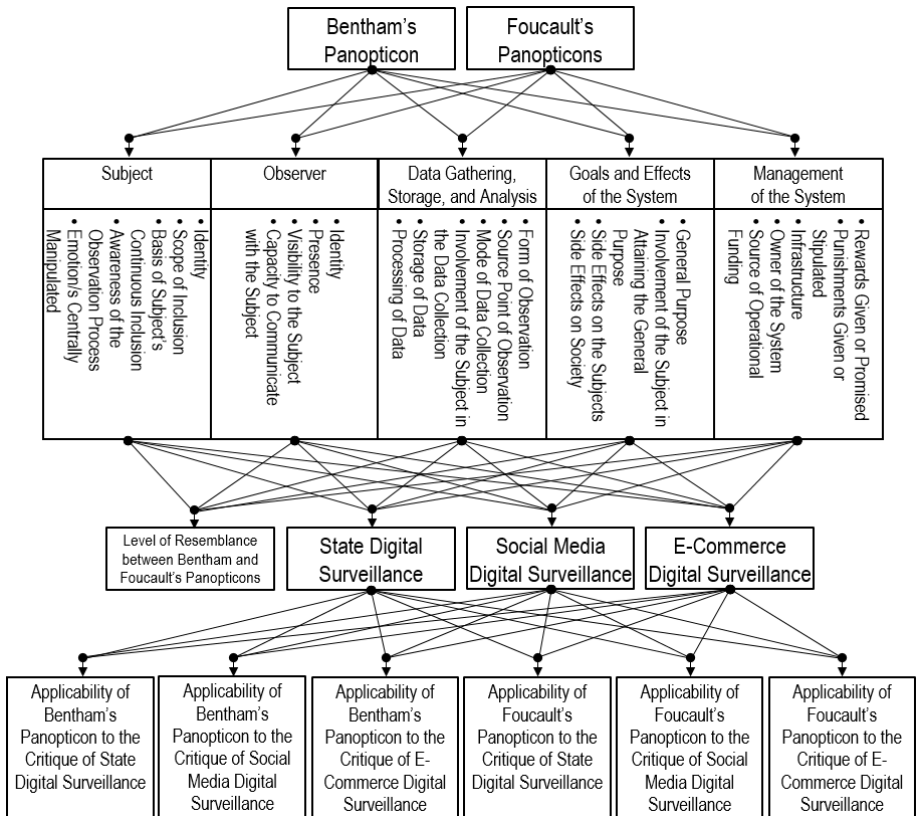 Bentham's
Panopticon
Foucault's
Panopticons
Subject
• Identity
• Scope of Inclusion
• Basis of Subject's
Continuous Inclusion
• Awareness of the
Observation Process
• Emotion/s Centrally
Manipulated
Observer
• Identity
• Presence
• Visibility to the Subject
• Capacity to Communicate
with the Subject
Data Gathering,
Storage, and Analysis
• Form of Observation
• Source Point of Observation
• Mode of Data Collection
• Involvement of the Subject in
the Data Collection
• Storage of Data
• Processing of Data
Goals and Effects
of the System
• General Purpose
• Involvement of the Subject in
Attaining the General
Purpose
• Side Effects on the Subjects
• Side Effects on Society
Management
of the System
• Rewards Given or Promised
• Punishments Given or
Stipulated
• Infrastructure
• Owner of the System
• Source of Operational
Funding
Level of Resemblance
between Bentham and
Foucault's Panopticons
State Digital
Surveillance
Social Media
Digital Surveillance
E-Commerce
Digital Surveillance
Applicability of
Bentham's
Panopticon to the
Critique of State
Digital Surveillance
Applicability of
Bentham's
Panopticon to the
Critique of Social
Media Digital
Surveillance
Applicability of
Bentham's
Panopticon to the
Critique of E-
Commerce Digital
Surveillance
Applicability of
Foucault's
Panopticon to the
Critique of State
Digital Surveillance
Applicability of
Foucault's
Panopticon to the
Critique of Social
Media Digital
Surveillance
Applicability of
Foucault's
Panopticon to the
Critique of E-
Commerce Digital
Surveillance